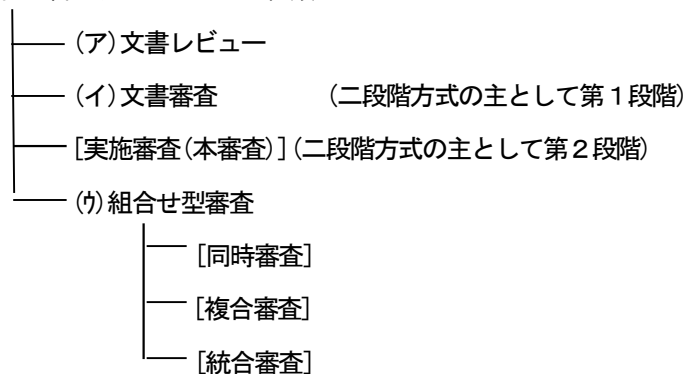 (ア)文書レビュー
(イ)文書審査 (二段階方式の主として第1段階)
[実施審査(本審査)](二段階方式の主として第2段階)
(ウ)組合せ型審査
[同時審査]
[複合審査]
[統合審査]